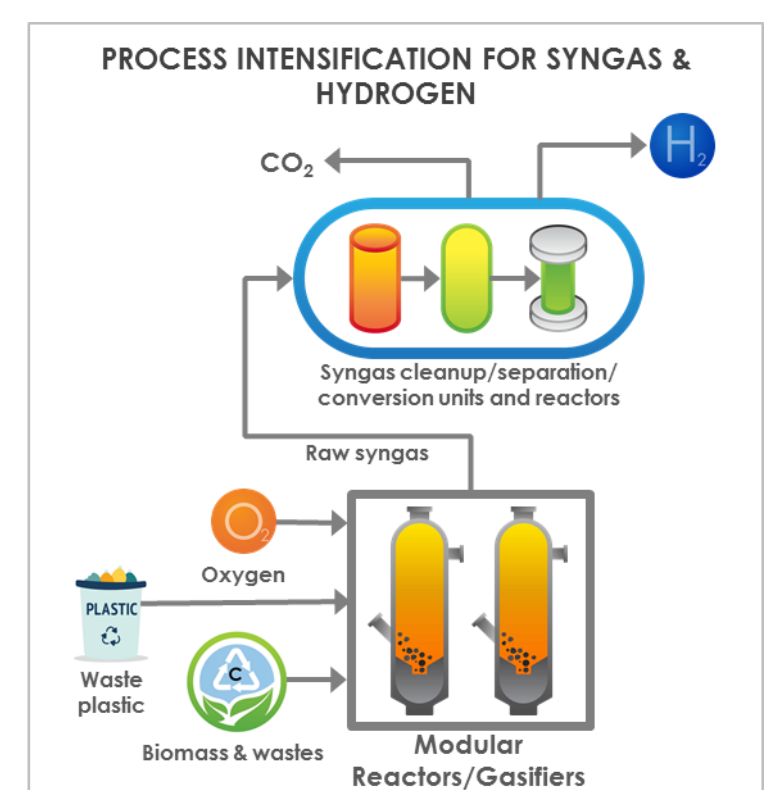 PROCESS INTENSIFICATION FOR SYNGAS &
HYDROGEN
CO₂
H₂
Syngas cleanup/separation/
conversion units and reactors
Raw syngas
O₂
Oxygen
PLASTIC
Waste
plastic
C
Biomass & wastes
Modular
Reactors/Gasifiers